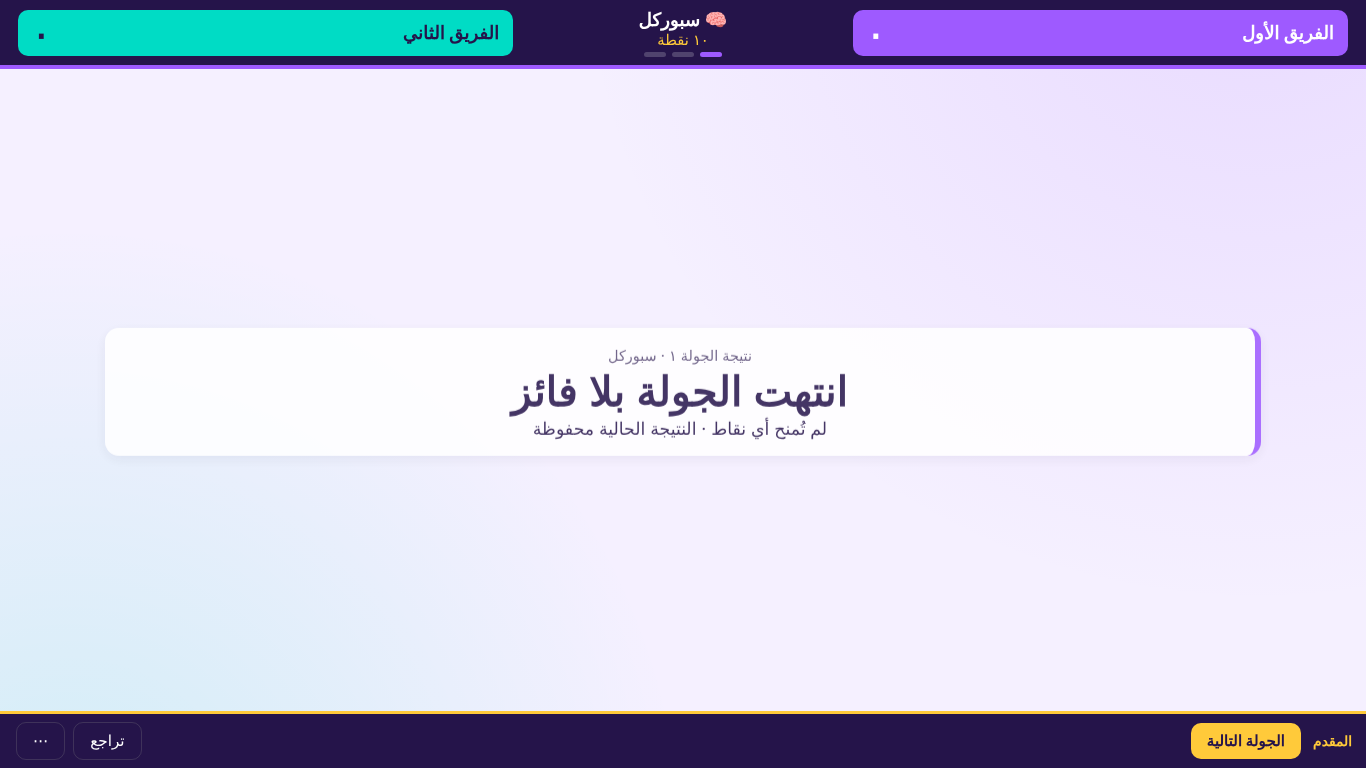 الفريق الأول
٠
🧠 سبوركل
١٠ نقطة
الفريق الثاني
٠
نتيجة الجولة ١ · سبوركل
انتهت الجولة بلا فائز
لم تُمنح أي نقاط · النتيجة الحالية محفوظة
المقدم
الجولة التالية
تراجع
⋯